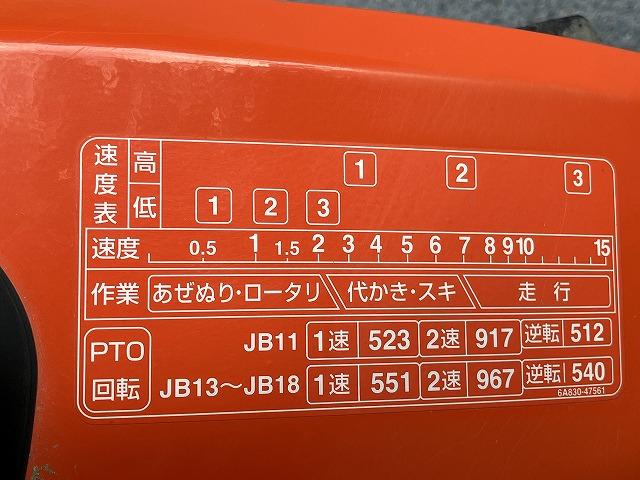 速度表 高 1 2 3
低 1 2 3
速度 0.5 1 1.5 2 3 4 5 6 7 8 9 10 15
作業 あぜぬり・ロータリ 代かき・スキ 走行
PTO回転 JB11 1速 523 2速 917 逆転 512
JB13～JB18 1速 551 2速 967 逆転 540
6A830-47561